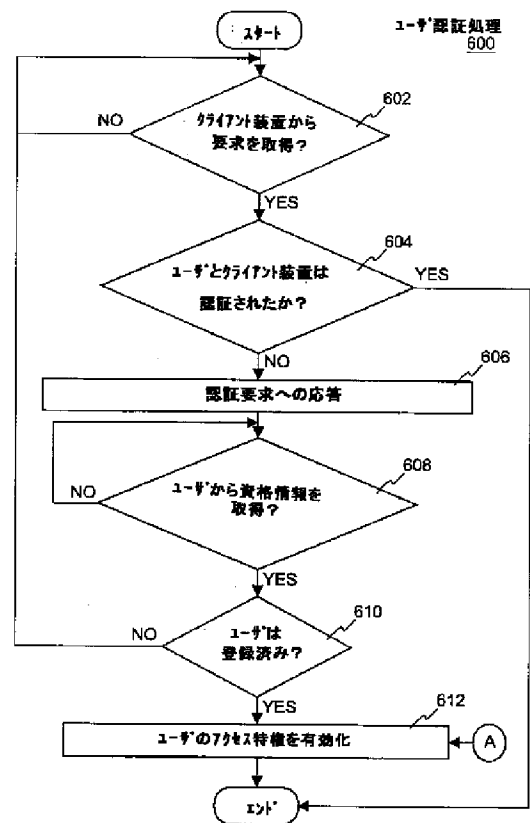 スタート
ユーザ認証処理
600
602
クライアント装置から
要求を取得?
NO
YES
604
ユーザとクライアント装置は
認証されたか?
YES
NO
606
認証要求への応答
608
ユーザから資格情報を
取得?
NO
YES
610
ユーザは
登録済み?
NO
YES
612
ユーザのアクセス特権を有効化
A
エンド